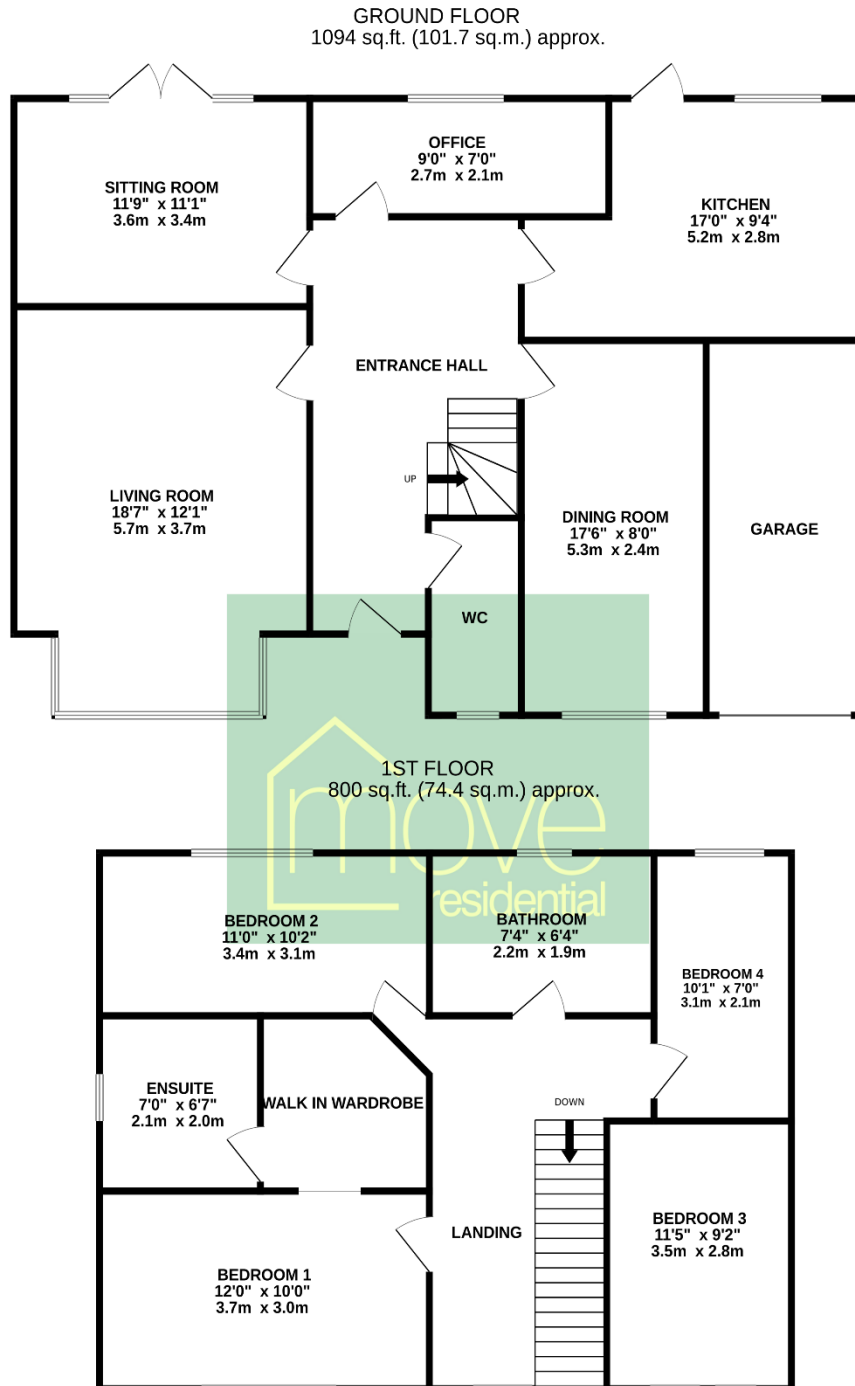 GROUND FLOOR
1094 sq.ft. (101.7 sq.m.) approx.
OFFICE
9'0" x 7'0"
2.7m x 2.1m
SITTING ROOM
11'9" x 11'1"
3.6m x 3.4m
KITCHEN
17'0" x 9'4"
5.2m x 2.8m
ENTRANCE HALL
UP
LIVING ROOM
18'7" x 12'1"
5.7m x 3.7m
DINING ROOM
17'6" x 8'0"
5.3m x 2.4m
GARAGE
WC
1ST FLOOR
800 sq.ft. (74.4 sq.m.) approx.
move
residential
BEDROOM 2
11'0" x 10'2"
3.4m x 3.1m
BATHROOM
7'4" x 6'4"
2.2m x 1.9m
BEDROOM 4
10'1" x 7'0"
3.1m x 2.1m
ENSUITE
7'0" x 6'7"
2.1m x 2.0m
WALK IN WARDROBE
DOWN
LANDING
BEDROOM 3
11'5" x 9'2"
3.5m x 2.8m
BEDROOM 1
12'0" x 10'0"
3.7m x 3.0m